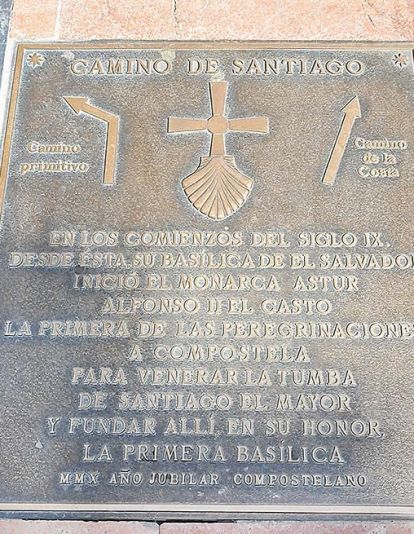 CAMINO DE SANTIAGO
Camino
primitivo
Camino
de la
Costa
EN LOS COMIENZOS DEL SIGLO IX,
DESDE ESTA SU BASÍLICA DE EL SALVADOR
INICIÓ EL MONARCA ASTUR
ALFONSO II EL CASTO
LA PRIMERA DE LAS PEREGRINACIONES
A COMPOSTELA
PARA VENERAR LA TUMBA
DE SANTIAGO EL MAYOR
Y FUNDAR ALLÍ, EN SU HONOR,
LA PRIMERA BASÍLICA
MMX AÑO JUBILAR COMPOSTELANO